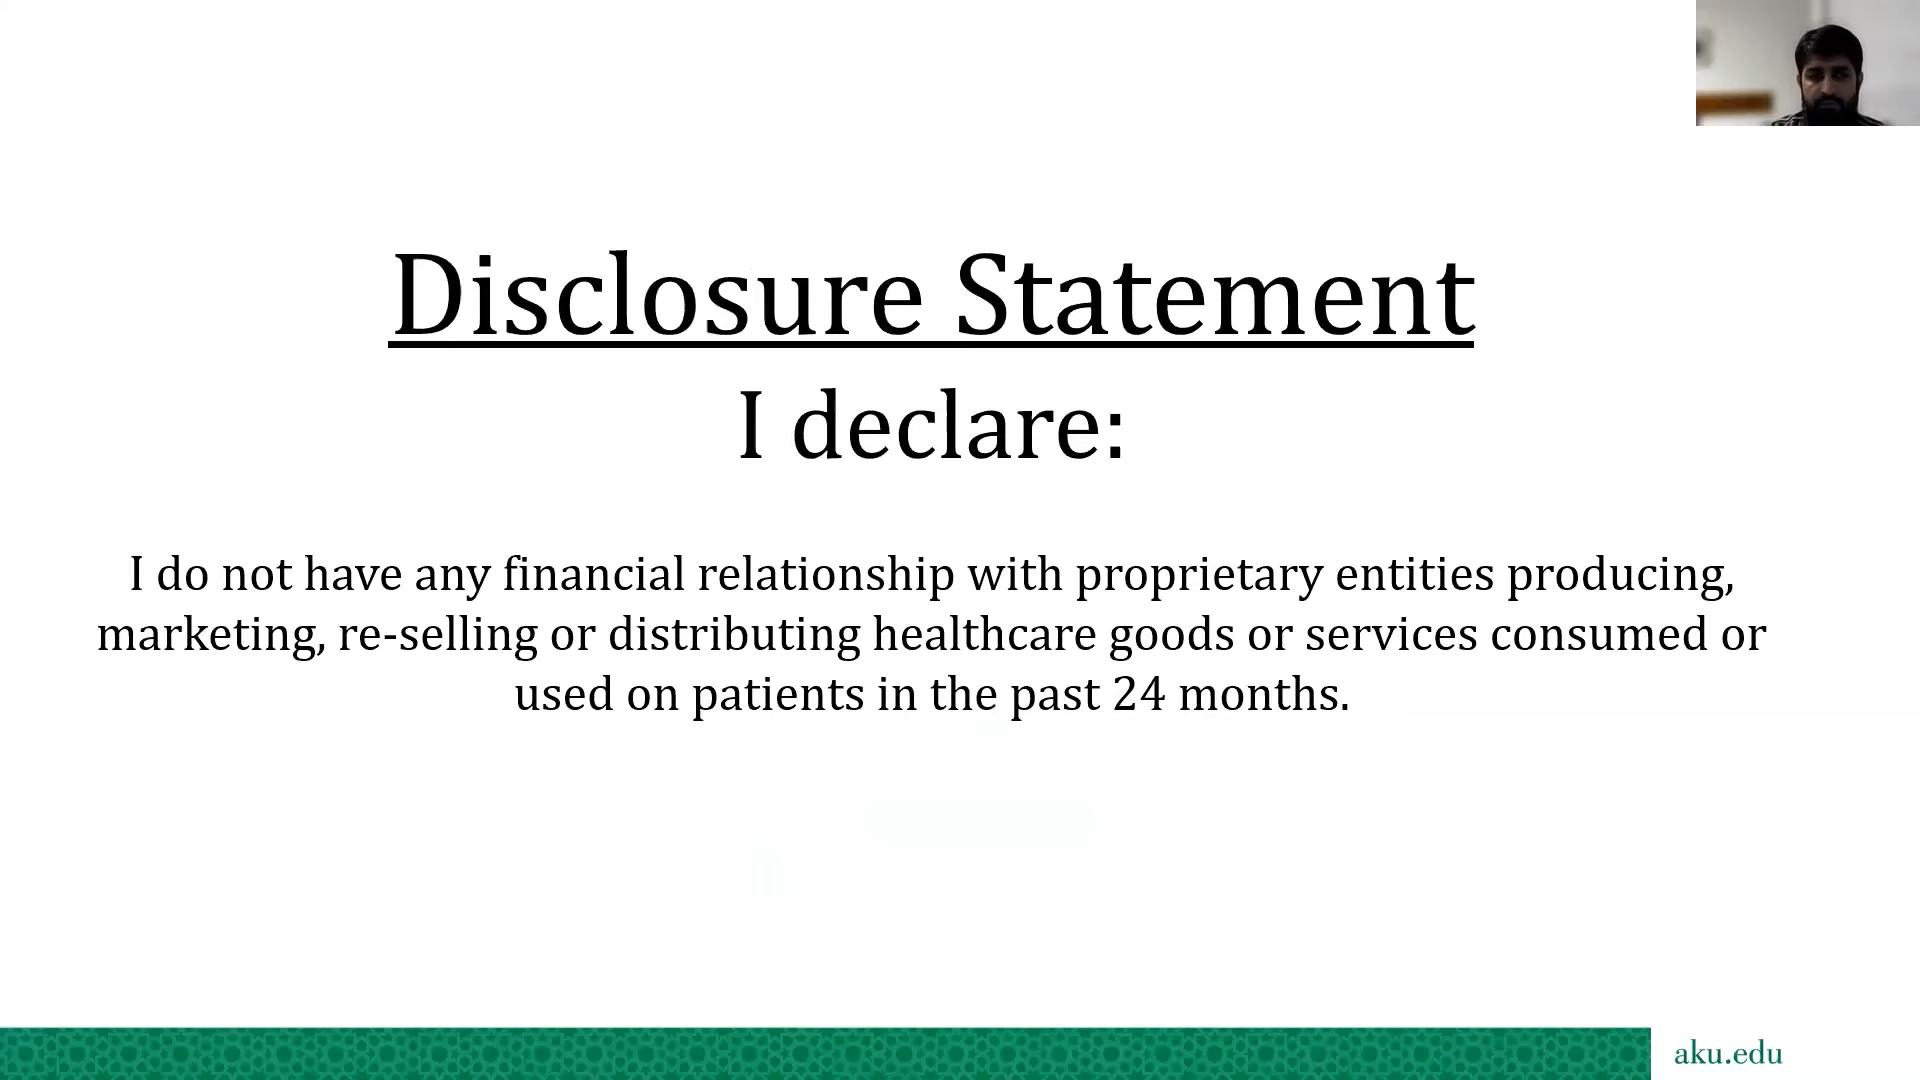 Disclosure Statement
I declare:
I do not have any financial relationship with proprietary entities producing,
marketing, re-selling or distributing healthcare goods or services consumed or
used on patients in the past 24 months.
aku.edu